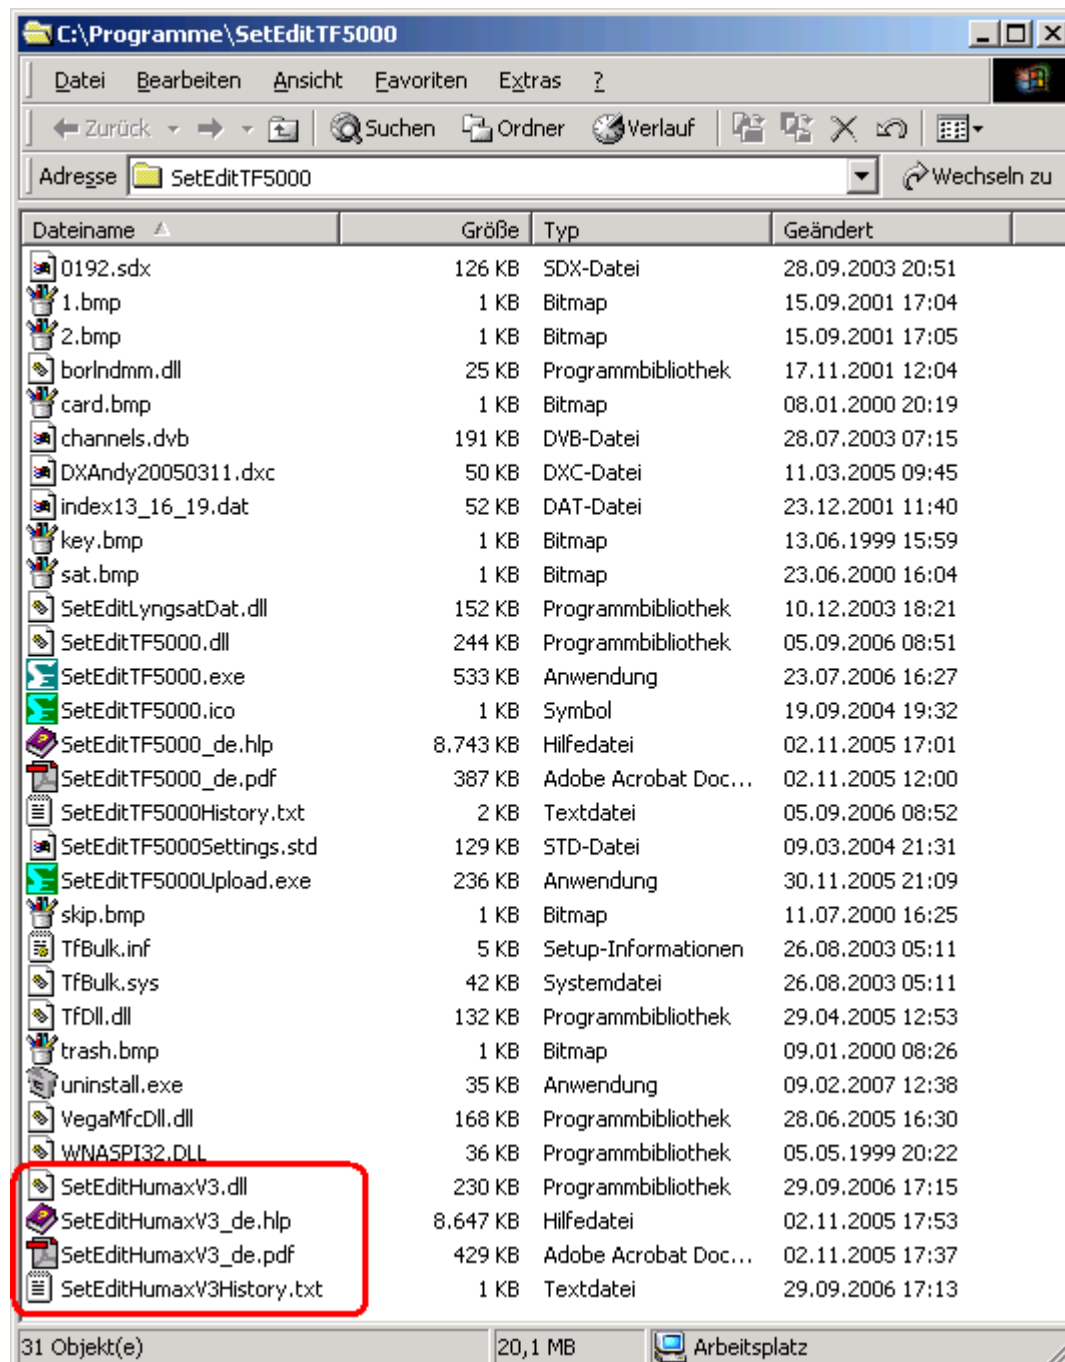 C:\Programme\SetEditTF5000
Datei Bearbeiten Ansicht Favoriten Extras ?
Zurück Suchen Ordner Verlauf
Adresse SetEditTF5000 Wechseln zu
Dateiname Größe Typ Geändert
0192.sdx 126 KB SDX-Datei 28.09.2003 20:51
1.bmp 1 KB Bitmap 15.09.2001 17:04
2.bmp 1 KB Bitmap 15.09.2001 17:05
borlndmm.dll 25 KB Programmbibliothek 17.11.2001 12:04
card.bmp 1 KB Bitmap 08.01.2000 20:19
channels.dvb 191 KB DVB-Datei 28.07.2003 07:15
DXAndy20050311.dxc 50 KB DXC-Datei 11.03.2005 09:45
index13_16_19.dat 52 KB DAT-Datei 23.12.2001 11:40
key.bmp 1 KB Bitmap 13.06.1999 15:59
sat.bmp 1 KB Bitmap 23.06.2000 16:04
SetEditLyngsatDat.dll 152 KB Programmbibliothek 10.12.2003 18:21
SetEditTF5000.dll 244 KB Programmbibliothek 05.09.2006 08:51
SetEditTF5000.exe 533 KB Anwendung 23.07.2006 16:27
SetEditTF5000.ico 1 KB Symbol 19.09.2004 19:32
SetEditTF5000_de.hlp 8.743 KB Hilfedatei 02.11.2005 17:01
SetEditTF5000_de.pdf 387 KB Adobe Acrobat Doc... 02.11.2005 12:00
SetEditTF5000History.txt 2 KB Textdatei 05.09.2006 08:52
SetEditTF5000Settings.std 129 KB STD-Datei 09.03.2004 21:31
SetEditTF5000Upload.exe 236 KB Anwendung 30.11.2005 21:09
skip.bmp 1 KB Bitmap 11.07.2000 16:25
TfBulk.inf 5 KB Setup-Informationen 26.08.2003 05:11
TfBulk.sys 42 KB Systemdatei 26.08.2003 05:11
TfDll.dll 132 KB Programmbibliothek 29.04.2005 12:53
trash.bmp 1 KB Bitmap 09.01.2000 08:26
uninstall.exe 35 KB Anwendung 09.02.2007 12:38
VegaMfcDll.dll 168 KB Programmbibliothek 28.06.2005 16:30
WNASPI32.DLL 36 KB Programmbibliothek 05.05.1999 20:22
SetEditHumaxV3.dll 230 KB Programmbibliothek 29.09.2006 17:15
SetEditHumaxV3_de.hlp 8.647 KB Hilfedatei 02.11.2005 17:53
SetEditHumaxV3_de.pdf 429 KB Adobe Acrobat Doc... 02.11.2005 17:37
SetEditHumaxV3History.txt 1 KB Textdatei 29.09.2006 17:13
31 Objekt(e) 20,1 MB Arbeitsplatz